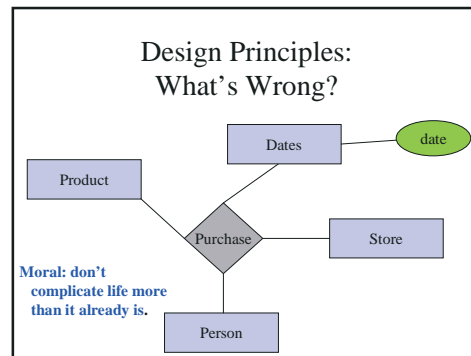 Design Principles:
What's Wrong?
Dates
date
Product
Purchase
Store
Moral: don't
complicate life more
than it already is.
Person